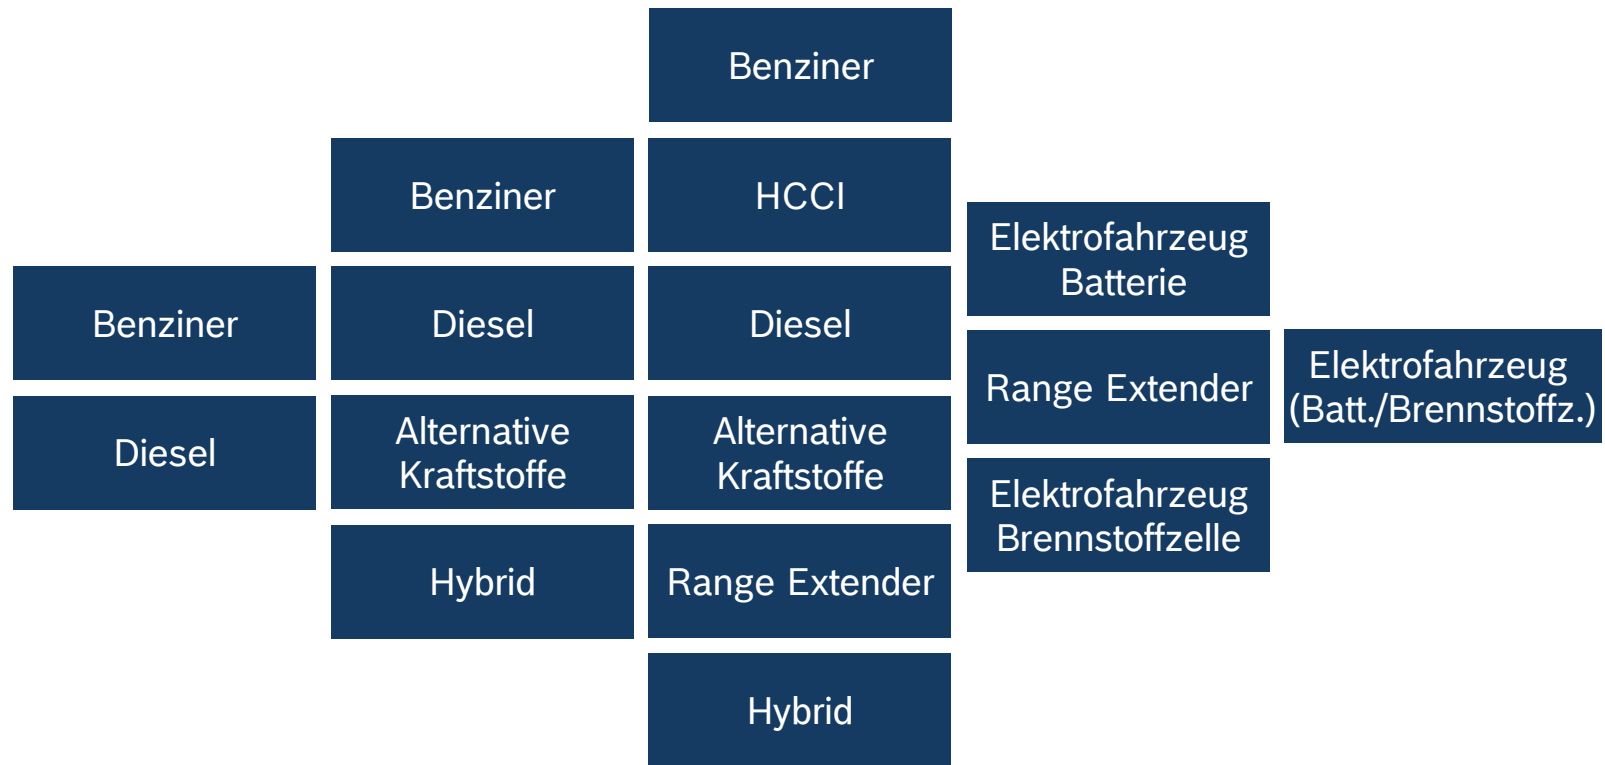 Benziner
Diesel
Benziner
Diesel
Alternative
Kraftstoffe
Hybrid
Benziner
HCCI
Diesel
Alternative
Kraftstoffe
Range Extender
Hybrid
Elektrofahrzeug
Batterie
Range Extender
Elektrofahrzeug
Brennstoffzelle
Elektrofahrzeug
(Batt./Brennstoffz.)